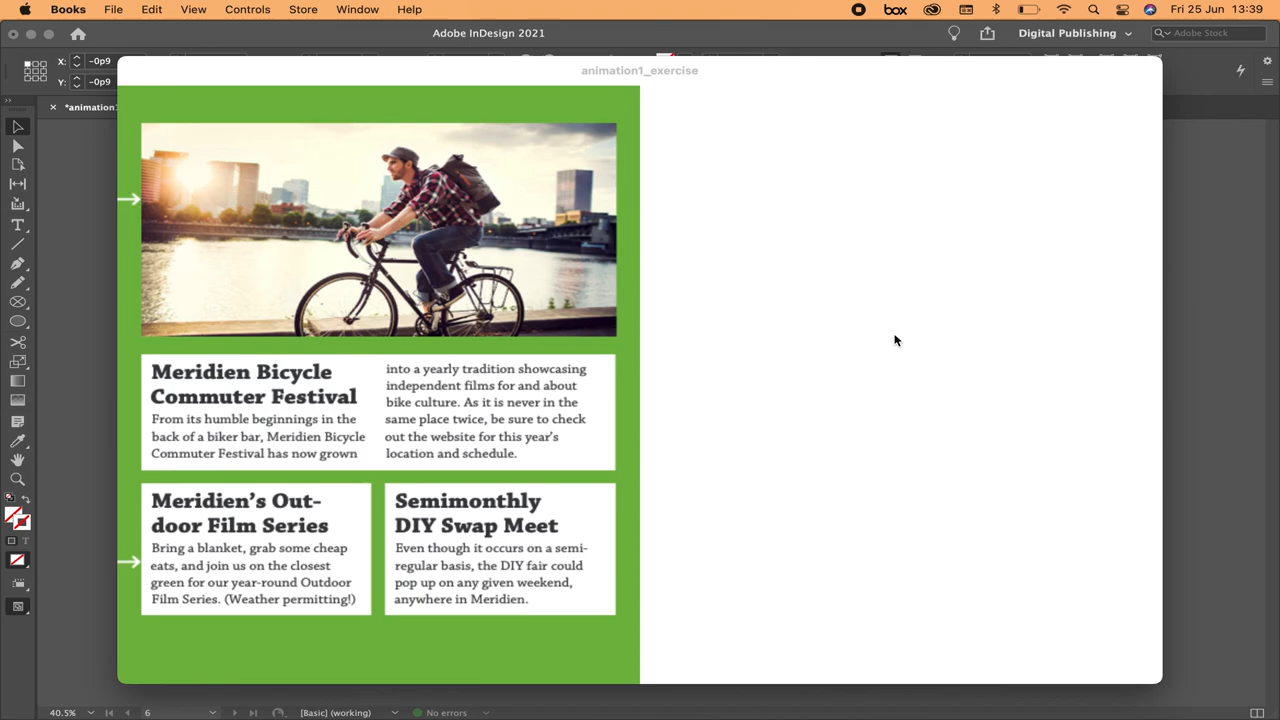 Books File Edit View Controls Store Window Help box Fri 25 Jun 13:39
Adobe InDesign 2021
Digital Publishing
Adobe Stock
X: -0p9
Y: -0p9
animation1_exercise
*animation1
Meridien Bicycle
Commuter Festival
From its humble beginnings in the
back of a biker bar, Meridien Bicycle
Commuter Festival has now grown
into a yearly tradition showcasing
independent films for and about
bike culture. As it is never in the
same place twice, be sure to check
out the website for this year's
location and schedule.
Meridien's Out-
door Film Series
Bring a blanket, grab some cheap
eats, and join us on the closest
green for our year-round Outdoor
Film Series. (Weather permitting!)
Semimonthly
DIY Swap Meet
Even though it occurs on a semi-
regular basis, the DIY fair could
pop up on any given weekend,
anywhere in Meridien.
40.5% 6 [Basic] (working) No errors